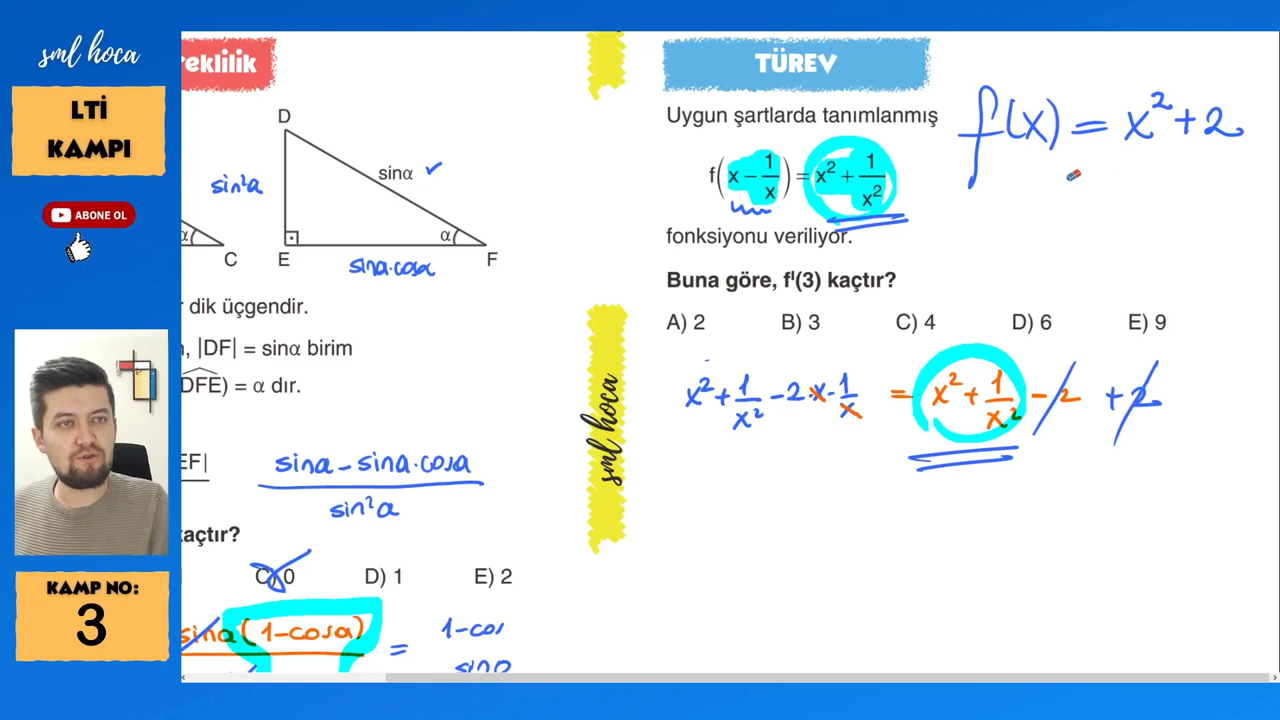 sml hoca
LTİ
KAMPI
ABONE OL
KAMP NO:
3
eklilik
D
sin²a
sinα
α
C
E
α
F
sina.cosa
dik üçgendir.
|DF| = sinα birim
DFE) = α dır.
EF|
sina - sina.cosa
sin²a
kaçtır?
C) 0
D) 1
E) 2
sina(1-cosa)
=
1-cos
sml hoca
TÜREV
Uygun şartlarda tanımlanmış
f(x - 1/x) = x² + 1/x²
fonksiyonu veriliyor.
Buna göre, f'(3) kaçtır?
A) 2
B) 3
C) 4
D) 6
E) 9
f(x) = x² + 2
x² + 1/x² - 2·x·1/x = x² + 1/x² - 2 + 2